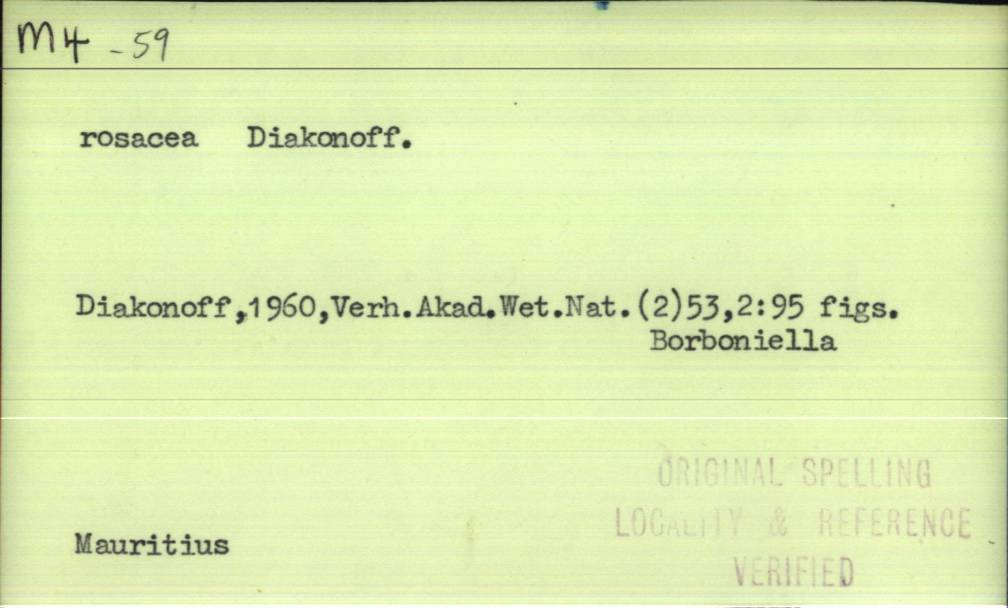 M4 - 59
rosacea Diakonoff.
Diakonoff,1960,Verh.Akad.Wet.Nat.(2)53,2:95 figs.
Borboniella
ORIGINAL SPELLING
LOCALITY & REFERENCE
VERIFIED
Mauritius